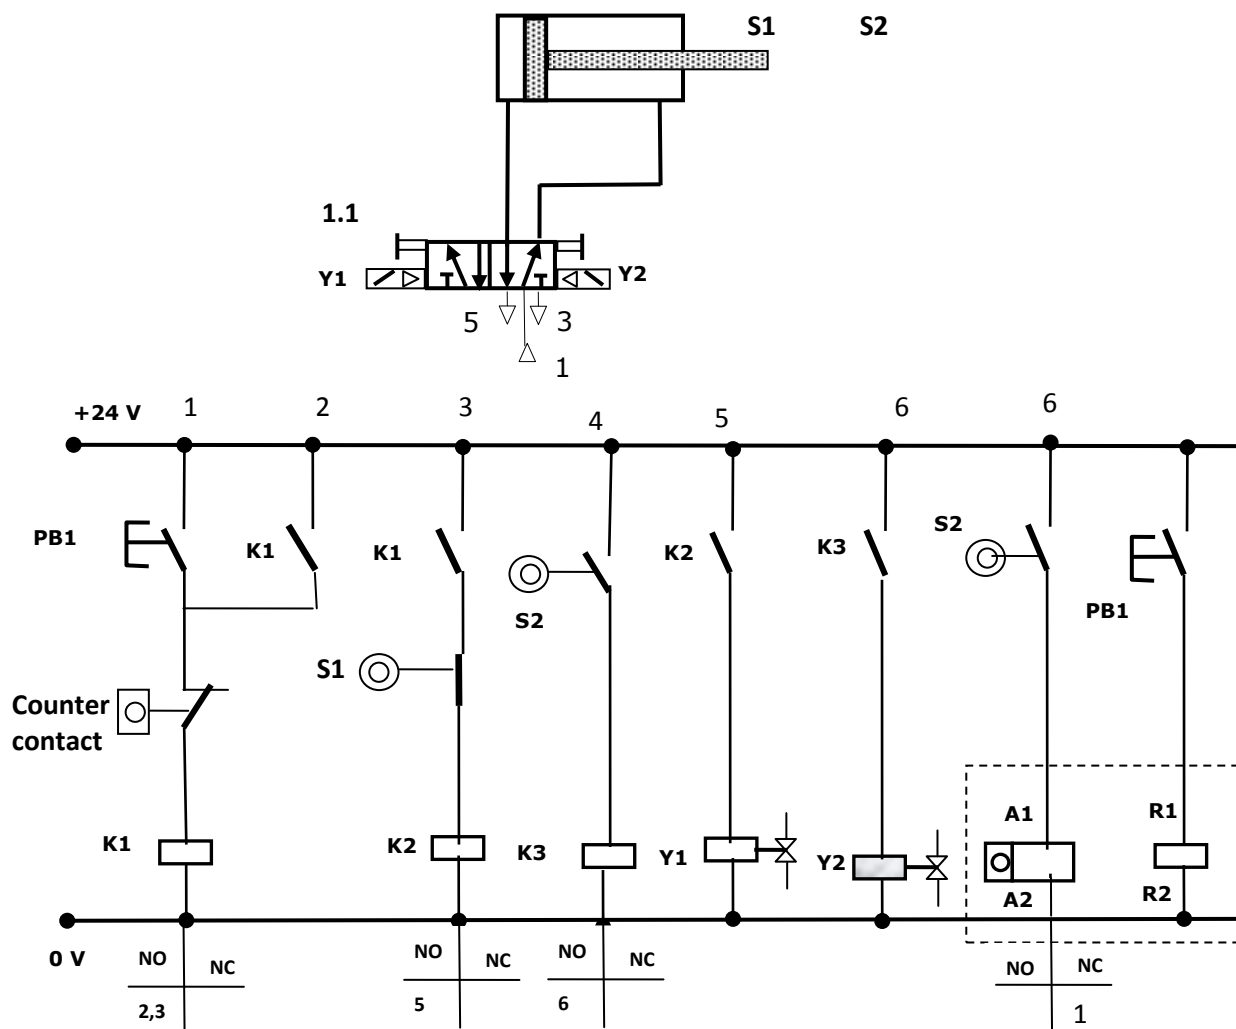 S1 S2
1.1
Y1 Y2
5 3
1
+24 V 1 2 3 4 5 6 6
PB1 K1 K1 S2 K2 K3 S2 PB1
S1
Counter
contact
K1 K2 K3 Y1 Y2 A1 R1
A2 R2
0 V
NO NC NO NC NO NC NO NC
2,3 5 6 1